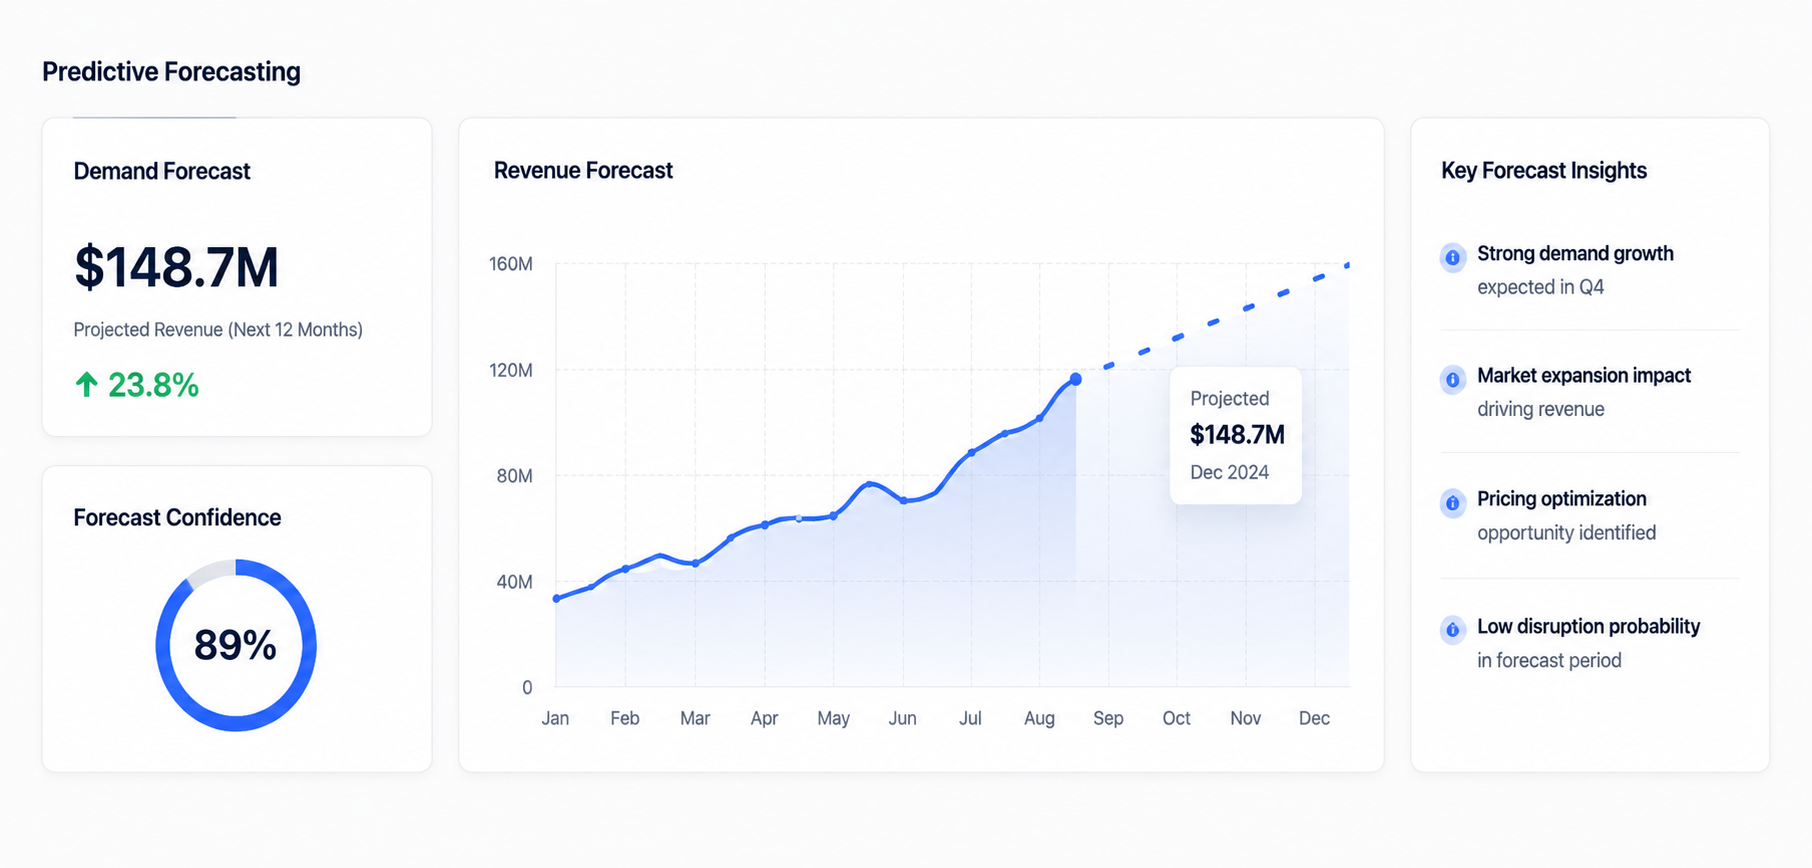 Predictive Forecasting
Demand Forecast
$148.7M
Projected Revenue (Next 12 Months)
↑ 23.8%
Forecast Confidence
89%
Revenue Forecast
160M
120M
80M
40M
0
Jan Feb Mar Apr May Jun Jul Aug Sep Oct Nov Dec
Projected
$148.7M
Dec 2024
Key Forecast Insights
Strong demand growth
expected in Q4
Market expansion impact
driving revenue
Pricing optimization
opportunity identified
Low disruption probability
in forecast period